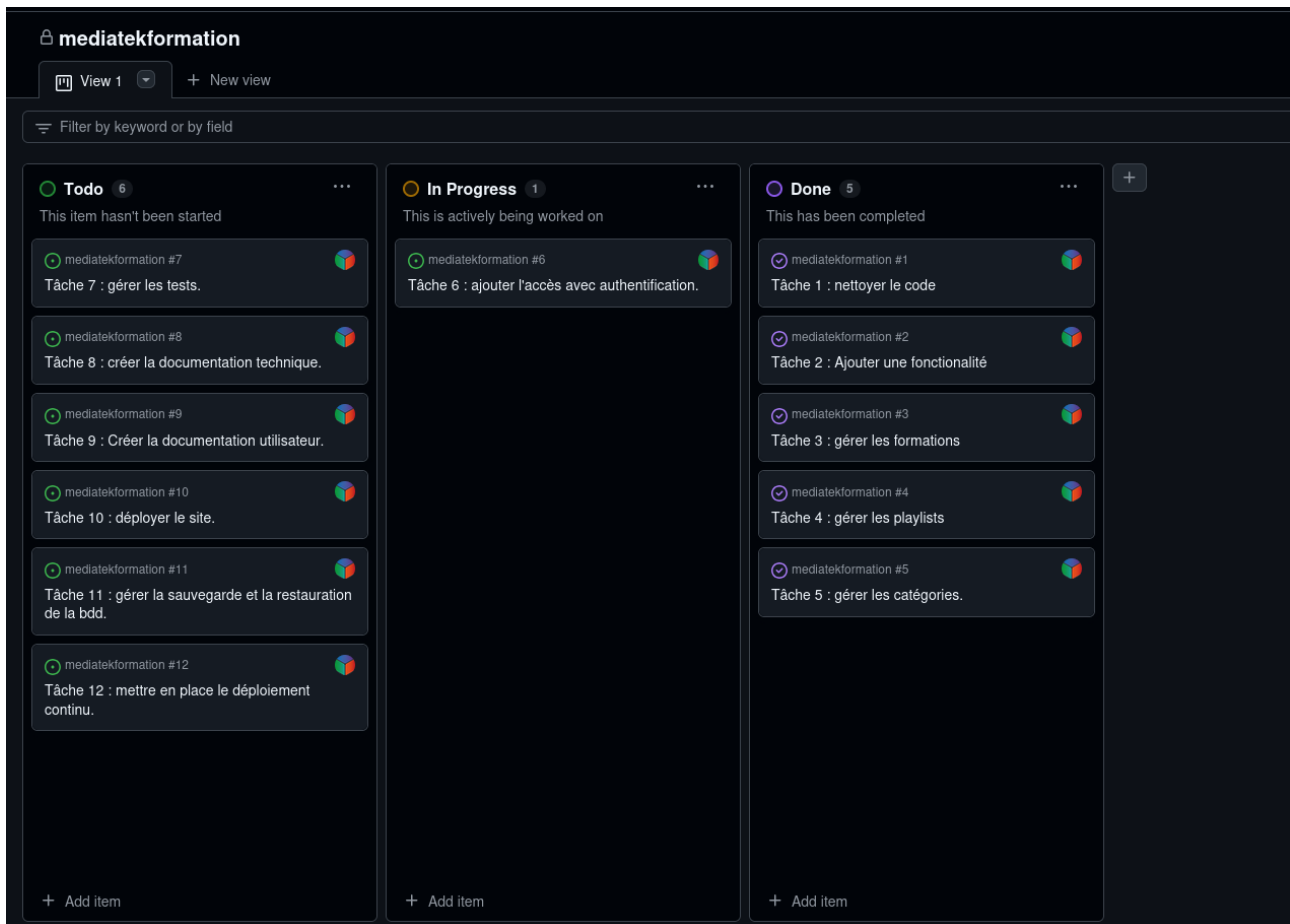 mediatekformation
View 1
New view
Filter by keyword or by field
Todo 6
This item hasn't been started
mediatekformation #7
Tâche 7 : gérer les tests.
mediatekformation #8
Tâche 8 : créer la documentation technique.
mediatekformation #9
Tâche 9 : Créer la documentation utilisateur.
mediatekformation #10
Tâche 10 : déployer le site.
mediatekformation #11
Tâche 11 : gérer la sauvegarde et la restauration
de la bdd.
mediatekformation #12
Tâche 12 : mettre en place le déploiement
continu.
Add item
In Progress 1
This is actively being worked on
mediatekformation #6
Tâche 6 : ajouter l'accès avec authentification.
Add item
Done 5
This has been completed
mediatekformation #1
Tâche 1 : nettoyer le code
mediatekformation #2
Tâche 2 : Ajouter une fonctionalité
mediatekformation #3
Tâche 3 : gérer les formations
mediatekformation #4
Tâche 4 : gérer les playlists
mediatekformation #5
Tâche 5 : gérer les catégories.
Add item